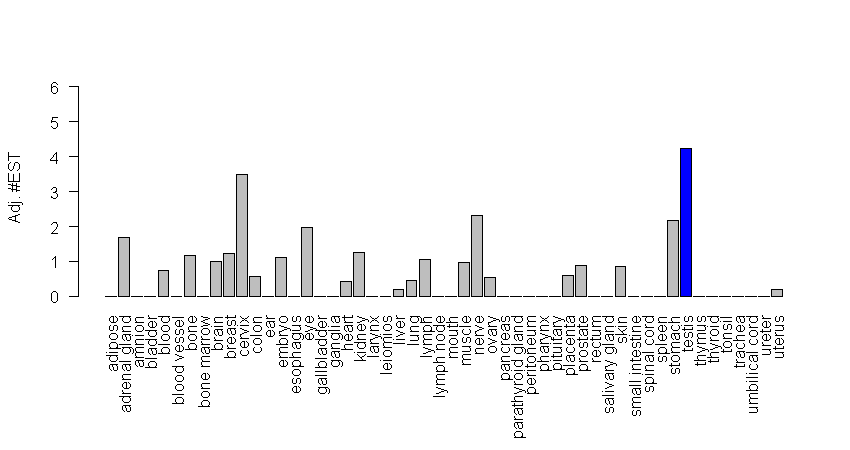 Adj. #EST
6
5
4
3
2
1
0
adipose
adrenal gland
amnion
bladder
blood
blood vessel
bone
bone marrow
brain
breast
cervix
colon
ear
embryo
esophagus
eye
gallbladder
ganglia
heart
kidney
larynx
leiomios
liver
lung
lymph
lymph node
mouth
muscle
nerve
ovary
pancreas
parathyroid gland
peritoneum
pharynx
pituitary
placenta
prostate
rectum
salivary gland
skin
small intestine
spinal cord
spleen
stomach
testis
thymus
thyroid
tonsil
trachea
umbilical cord
ureter
uterus